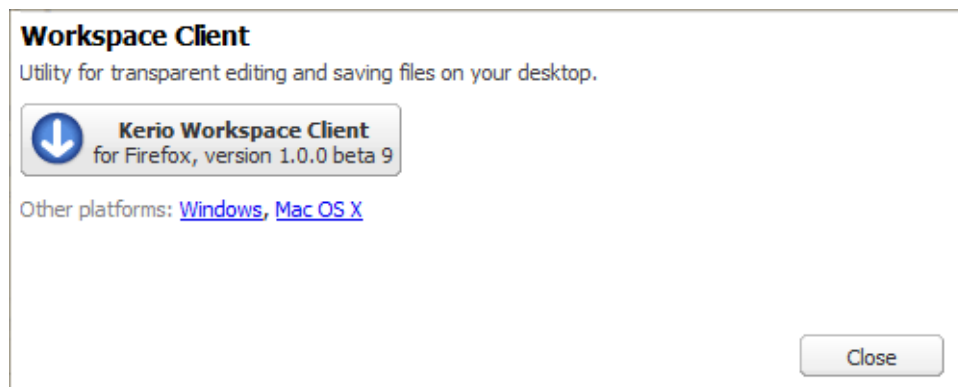 Workspace Client
Utility for transparent editing and saving files on your desktop.
Kerio Workspace Client
for Firefox, version 1.0.0 beta 9
Other platforms: Windows, Mac OS X
Close